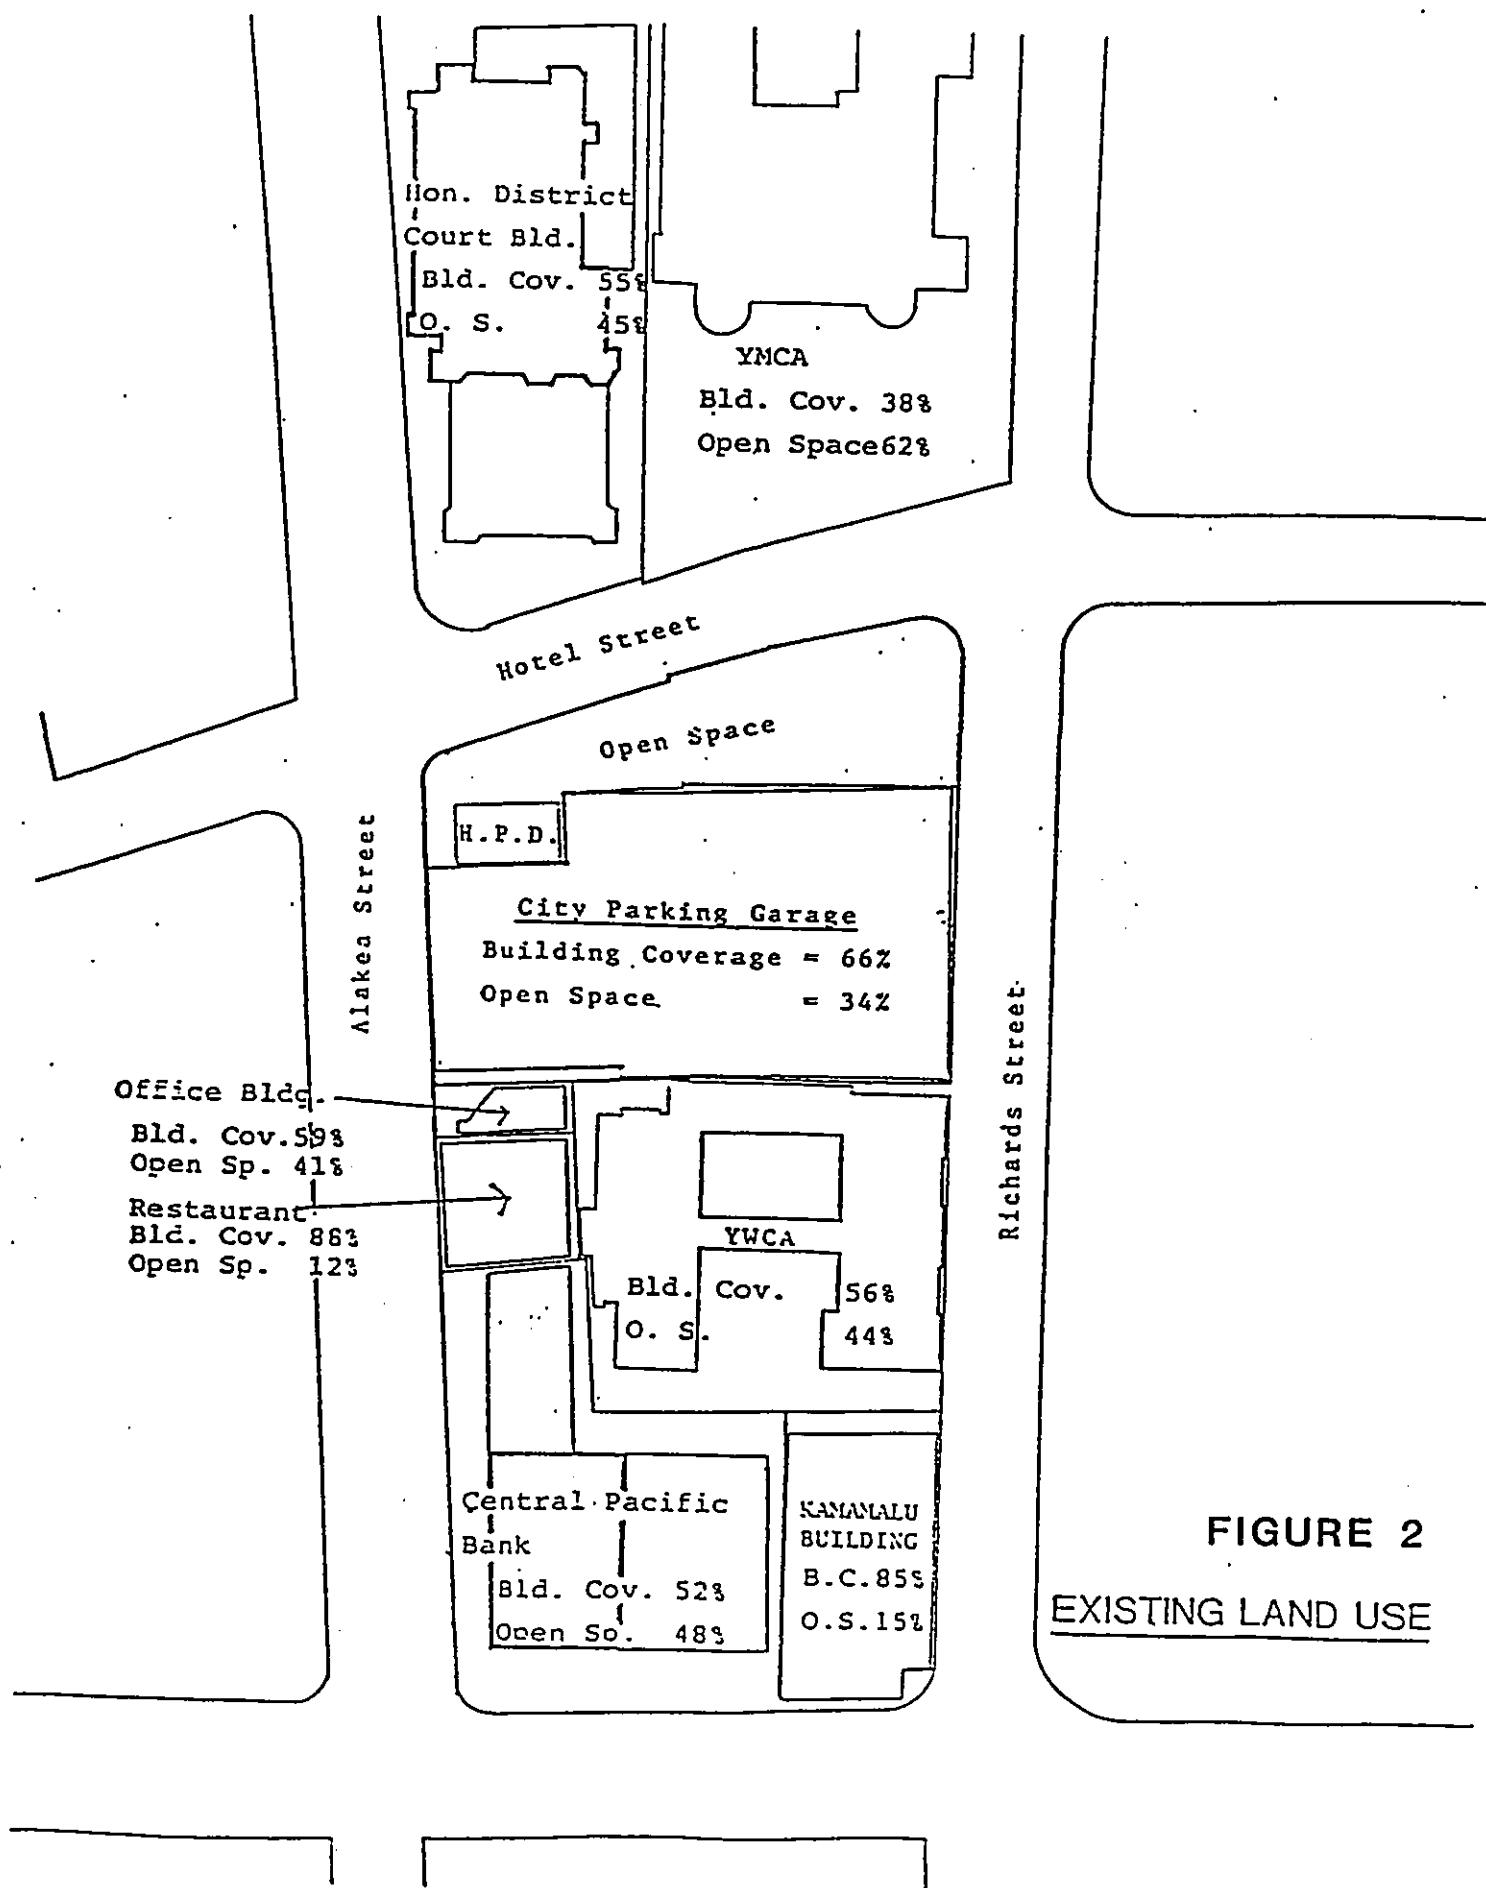 Hon. District
Court Bld.
Bld. Cov. 55%
O. S. 45%
YMCA
Bld. Cov. 38%
Open Space 62%
Hotel Street
Open Space
H.P.D.
Alakea Street
City Parking Garage
Building Coverage = 66%
Open Space = 34%
Richards Street
Office Bldg.
Bld. Cov. 59%
Open Sp. 41%
Restaurant
Bld. Cov. 86%
Open Sp. 12%
YWCA
Bld. Cov. 56%
O. S. 44%
Central Pacific
Bank
Bld. Cov. 52%
Open Sp. 48%
KAMAMALU
BUILDING
B.C. 85%
O.S. 15%
FIGURE 2
EXISTING LAND USE